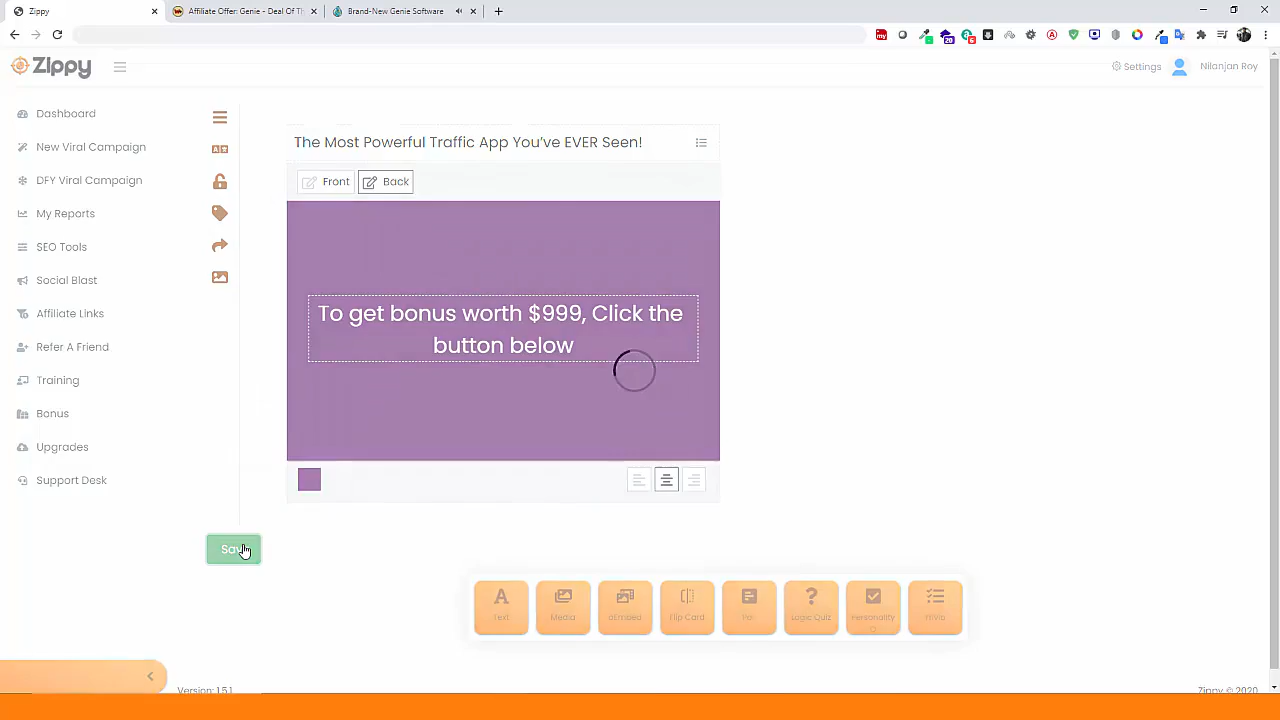 Zippy
Affiliate Offer: Genie - Deal Of Th
Brand-New Genie Software
Zippy
Settings
Nilanjan Roy
Dashboard
New Viral Campaign
DFY Viral Campaign
My Reports
SEO Tools
Social Blast
Affiliate Links
Refer A Friend
Training
Bonus
Upgrades
Support Desk
The Most Powerful Traffic App You've EVER Seen!
Front
Back
To get bonus worth $999, Click the
button below
Text
Media
Flip Card
Logic Quiz
Personality
Q
Version: 1.5.1
Zippy © 2020